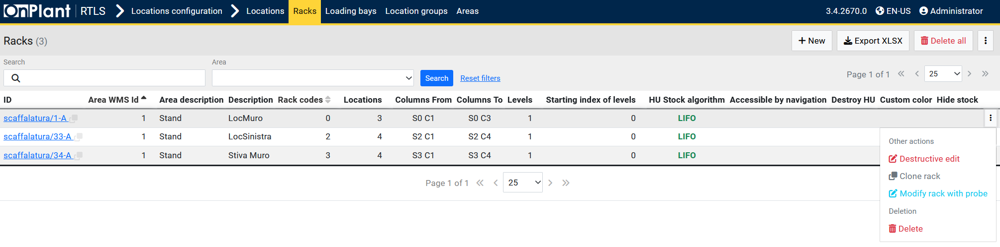 OnPlant RTLS Locations configuration Locations Racks Loading bays Location groups Areas 3.4.2670.0 EN-US Administrator
Racks (3) New Export XLSX Delete all
Search Area
Search Reset filters Page 1 of 1 25
ID Area WMS Id Area description Description Rack codes Locations Columns From Columns To Levels Starting index of levels HU Stock algorithm Accessible by navigation Destroy HU Custom color Hide stock
scaffalatura/1-A 1 Stand LocMuro 0 3 S0 C1 S0 C3 1 0 LIFO
scaffalatura/33-A 1 Stand LocSinistra 2 4 S2 C1 S2 C4 1 0 LIFO
scaffalatura/34-A 1 Stand Stiva Muro 3 4 S3 C1 S3 C4 1 0 LIFO
Page 1 of 1 25
Other actions
Destructive edit
Clone rack
Modify rack with probe
Deletion
Delete